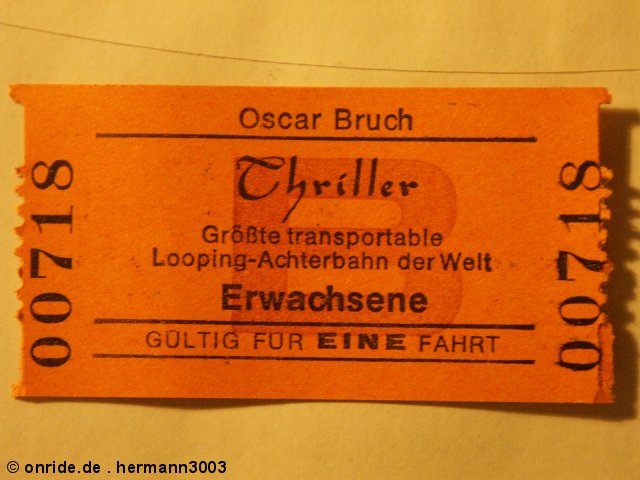 Oscar Bruch
Thriller
Größte transportable
Looping-Achterbahn der Welt
Erwachsene
GÜLTIG FÜR EINE FAHRT
00718
00718
© onride.de . hermann3003